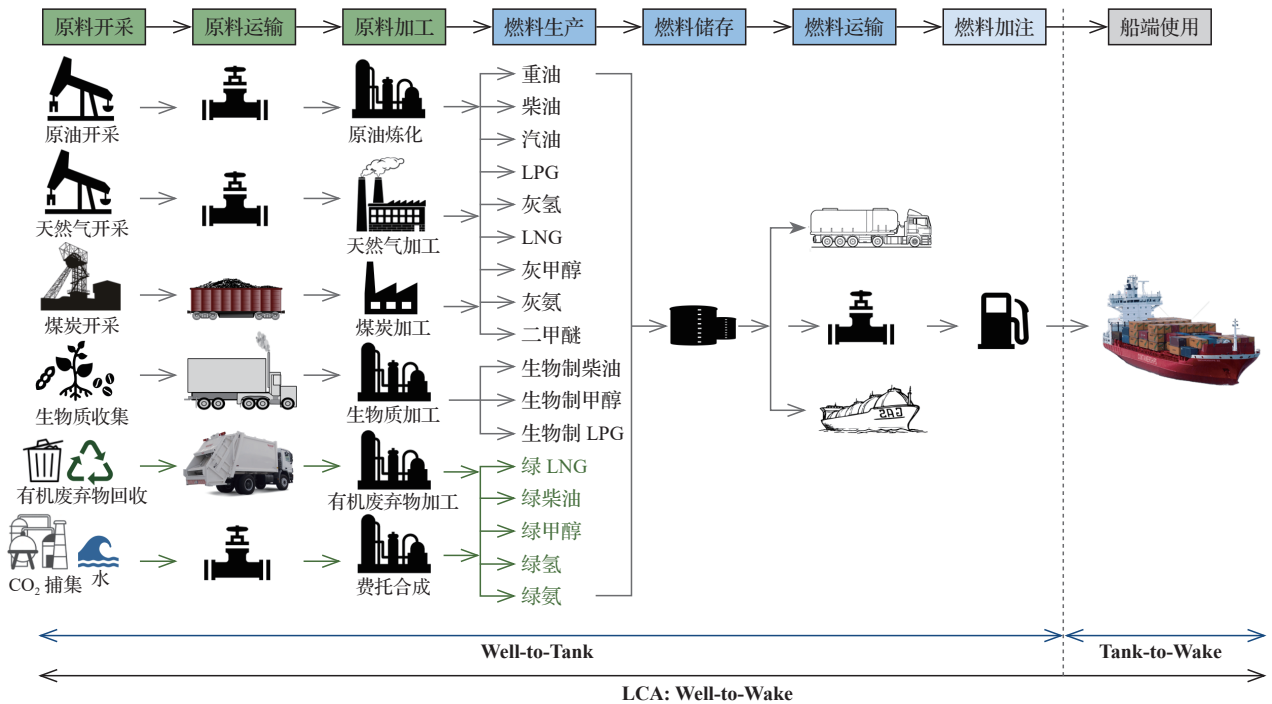 原料开采
原料运输
原料加工
燃料生产
燃料储存
燃料运输
燃料加注
船端使用
原油开采
原油炼化
天然气开采
天然气加工
煤炭开采
煤炭加工
生物质收集
生物质加工
有机废弃物回收
有机废弃物加工
CO₂ 捕集
水
费托合成
重油
柴油
汽油
LPG
灰氢
LNG
灰甲醇
灰氨
二甲醚
生物制柴油
生物制甲醇
生物制 LPG
绿 LNG
绿柴油
绿甲醇
绿氢
绿氨
GAS
Well-to-Tank
Tank-to-Wake
LCA: Well-to-Wake